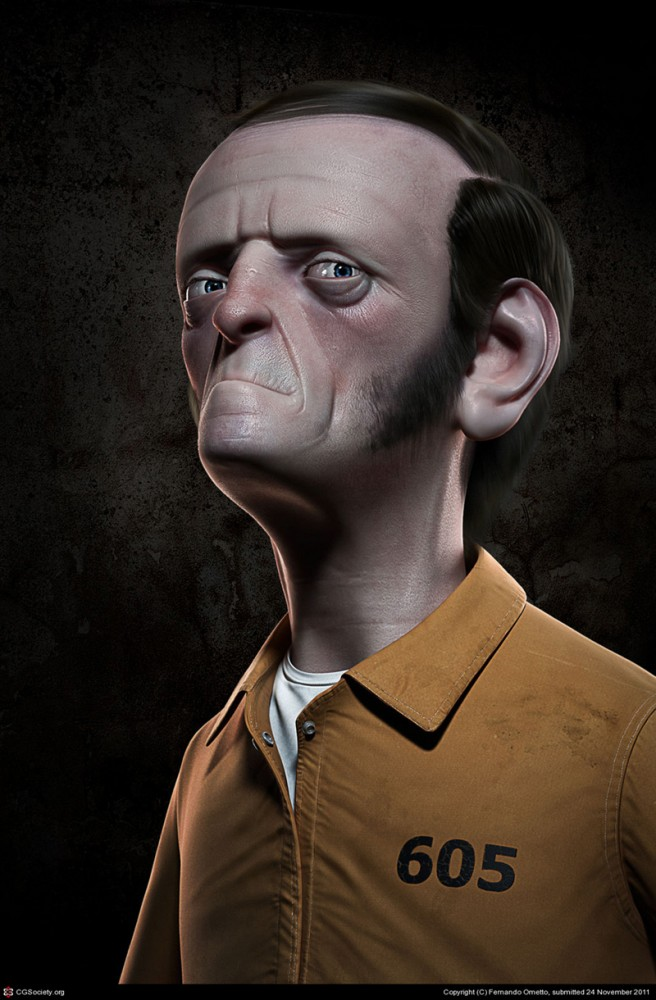 605
CGSociety.org
Copyright (C) Fernando Ometto, submitted 24 November 2011